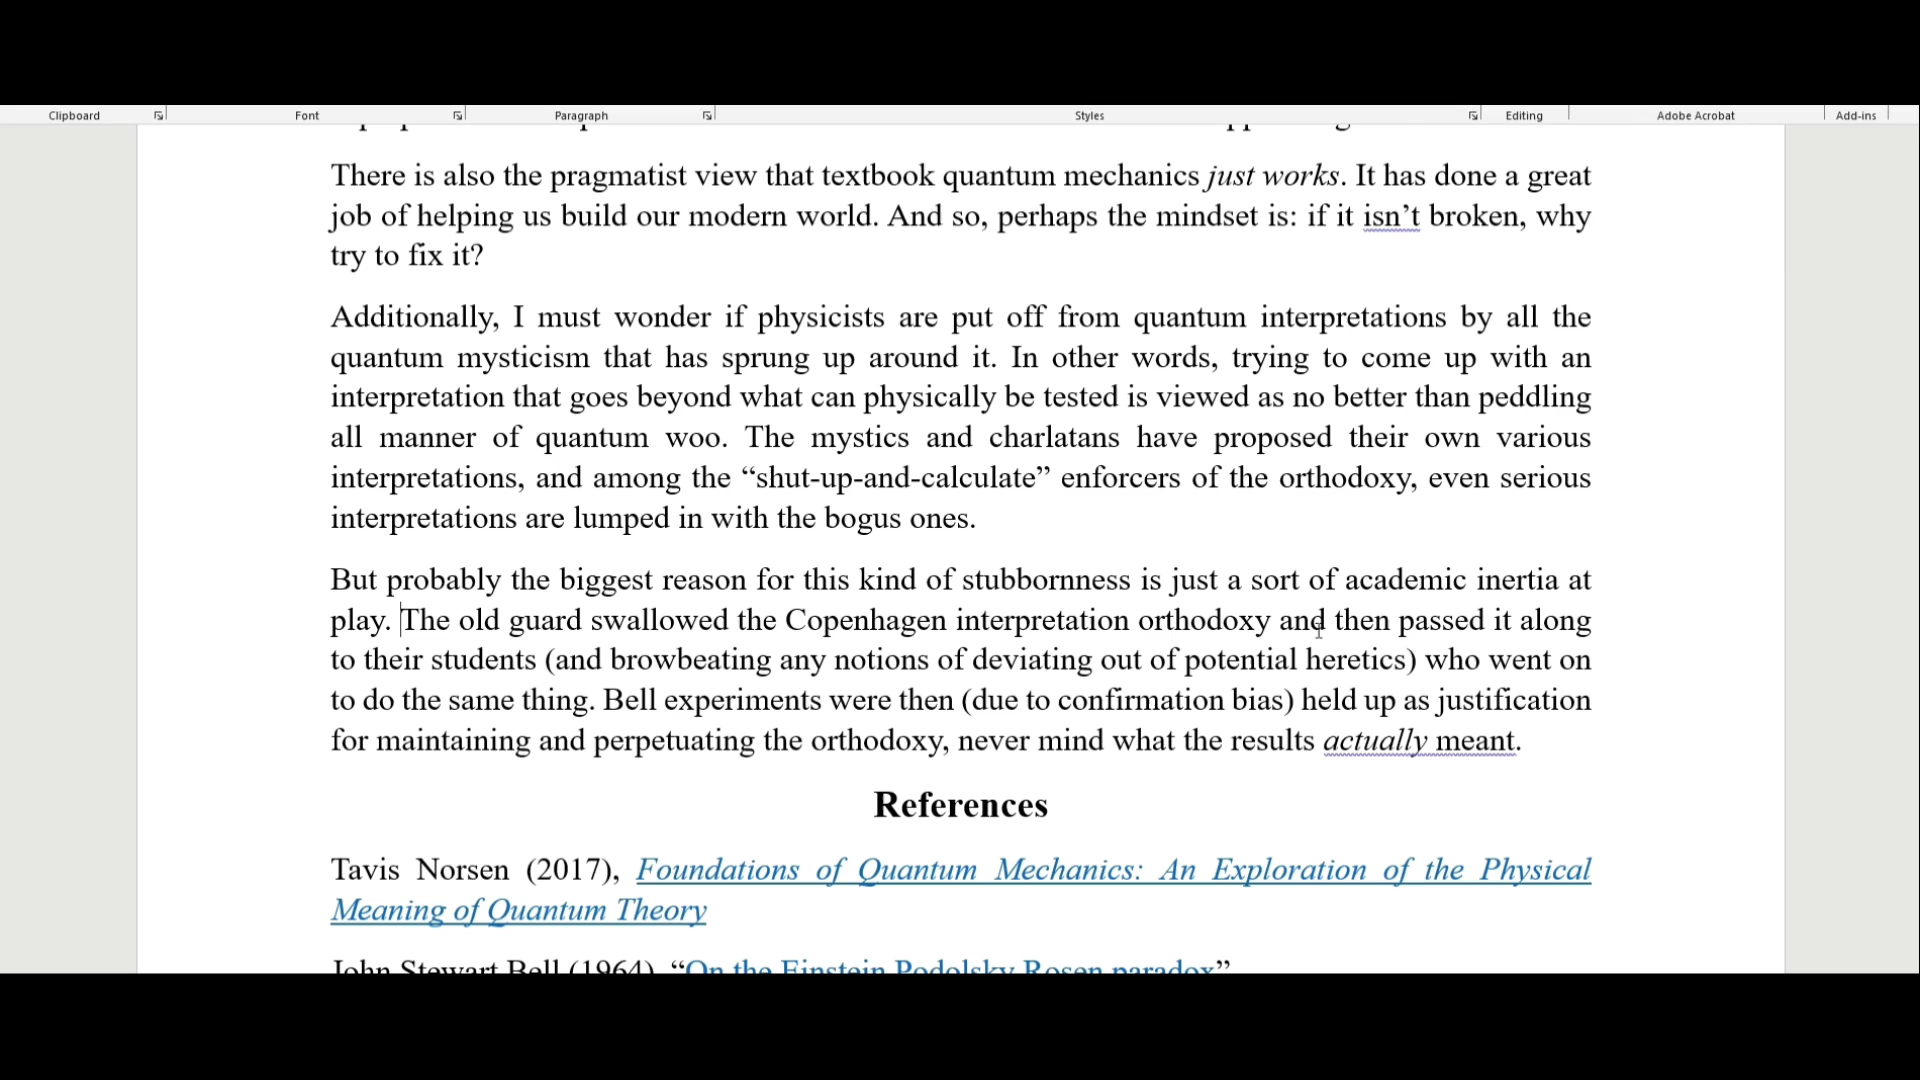 Clipboard Font Paragraph Styles Editing Adobe Acrobat Add-ins
There is also the pragmatist view that textbook quantum mechanics just works. It has done a great
job of helping us build our modern world. And so, perhaps the mindset is: if it isn’t broken, why
try to fix it?
Additionally, I must wonder if physicists are put off from quantum interpretations by all the
quantum mysticism that has sprung up around it. In other words, trying to come up with an
interpretation that goes beyond what can physically be tested is viewed as no better than peddling
all manner of quantum woo. The mystics and charlatans have proposed their own various
interpretations, and among the “shut-up-and-calculate” enforcers of the orthodoxy, even serious
interpretations are lumped in with the bogus ones.
But probably the biggest reason for this kind of stubbornness is just a sort of academic inertia at
play. The old guard swallowed the Copenhagen interpretation orthodoxy and then passed it along
to their students (and browbeating any notions of deviating out of potential heretics) who went on
to do the same thing. Bell experiments were then (due to confirmation bias) held up as justification
for maintaining and perpetuating the orthodoxy, never mind what the results actually meant.
References
Tavis Norsen (2017), Foundations of Quantum Mechanics: An Exploration of the Physical
Meaning of Quantum Theory
John Stewart Bell (1964), “On the Einstein Podolsky Rosen paradox”